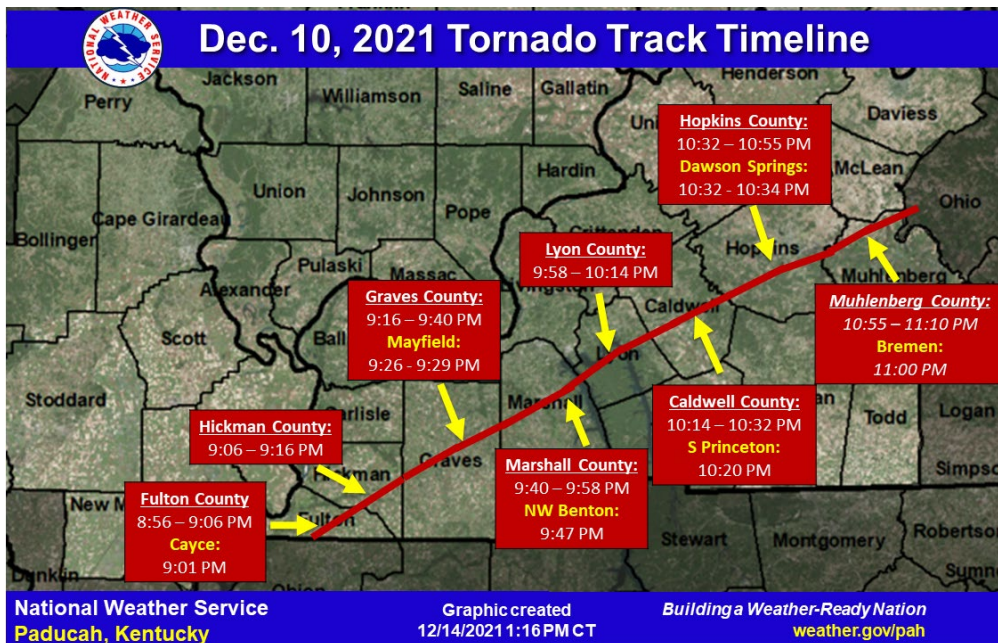 Dec. 10, 2021 Tornado Track Timeline
NATIONAL WEATHER SERVICE
Perry
Jackson
Williamson
Saline
Gallatin
Henderson
Daviess
McLean
Ohio
Union
Johnson
Pope
Hardin
Cape Girardeau
Bollinger
Pulaski
Massac
Alexander
Scott
Stoddard
Carlisle
Hickman
Graves
Marshall
Lyon
Caldwell
Hopkins
Muhlenberg
Todd
Logan
Fulton
Stewart
Montgomery
Dunklin
Hopkins County:
10:32 – 10:55 PM
Dawson Springs:
10:32 - 10:34 PM
Lyon County:
9:58 – 10:14 PM
Graves County:
9:16 – 9:40 PM
Mayfield:
9:26 - 9:29 PM
Muhlenberg County:
10:55 – 11:10 PM
Bremen:
11:00 PM
Hickman County:
9:06 – 9:16 PM
Caldwell County:
10:14 – 10:32 PM
S Princeton:
10:20 PM
Marshall County:
9:40 – 9:58 PM
NW Benton:
9:47 PM
Fulton County
8:56 – 9:06 PM
Cayce:
9:01 PM
National Weather Service
Paducah, Kentucky
Graphic created
12/14/2021 1:16 PM CT
Building a Weather-Ready Nation
weather.gov/pah